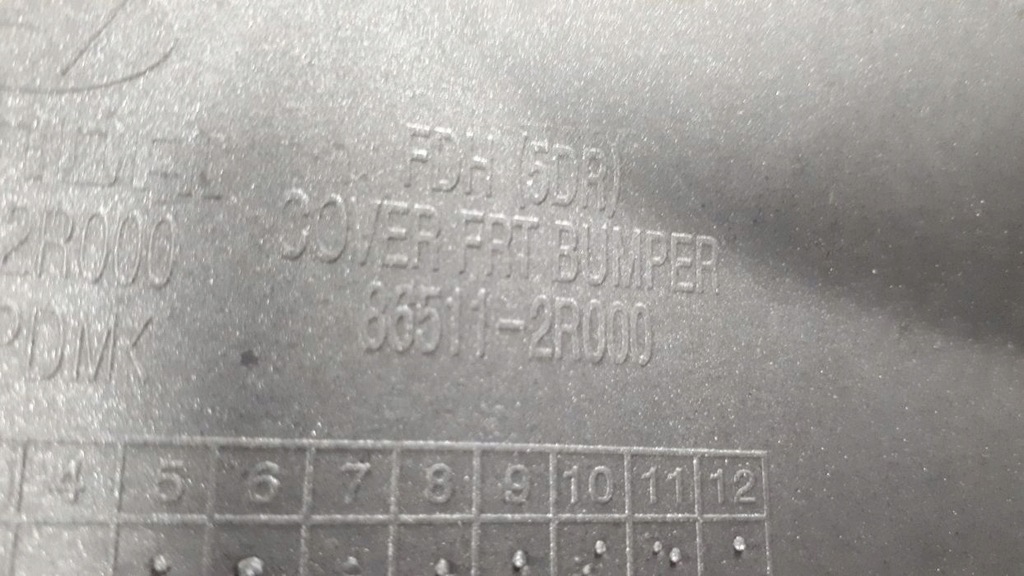 FDH (5DR)
COVER FRT BUMPER
86511-2R000
2R000
PDMK
4 5 6 7 8 9 10 11 12